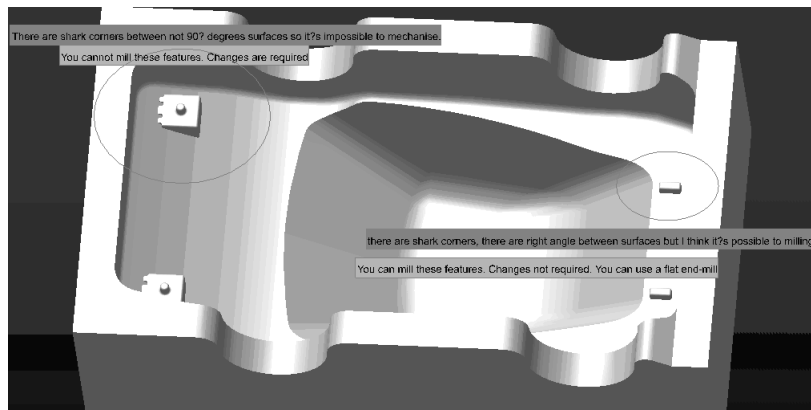 There are shark corners between not 90? degrees surfaces so it?s impossible to mechanise.
You cannot mill these features. Changes are required
there are shark corners, there are right angle between surfaces but I think it?s possible to milling
You can mill these features. Changes not required. You can use a flat end-mill